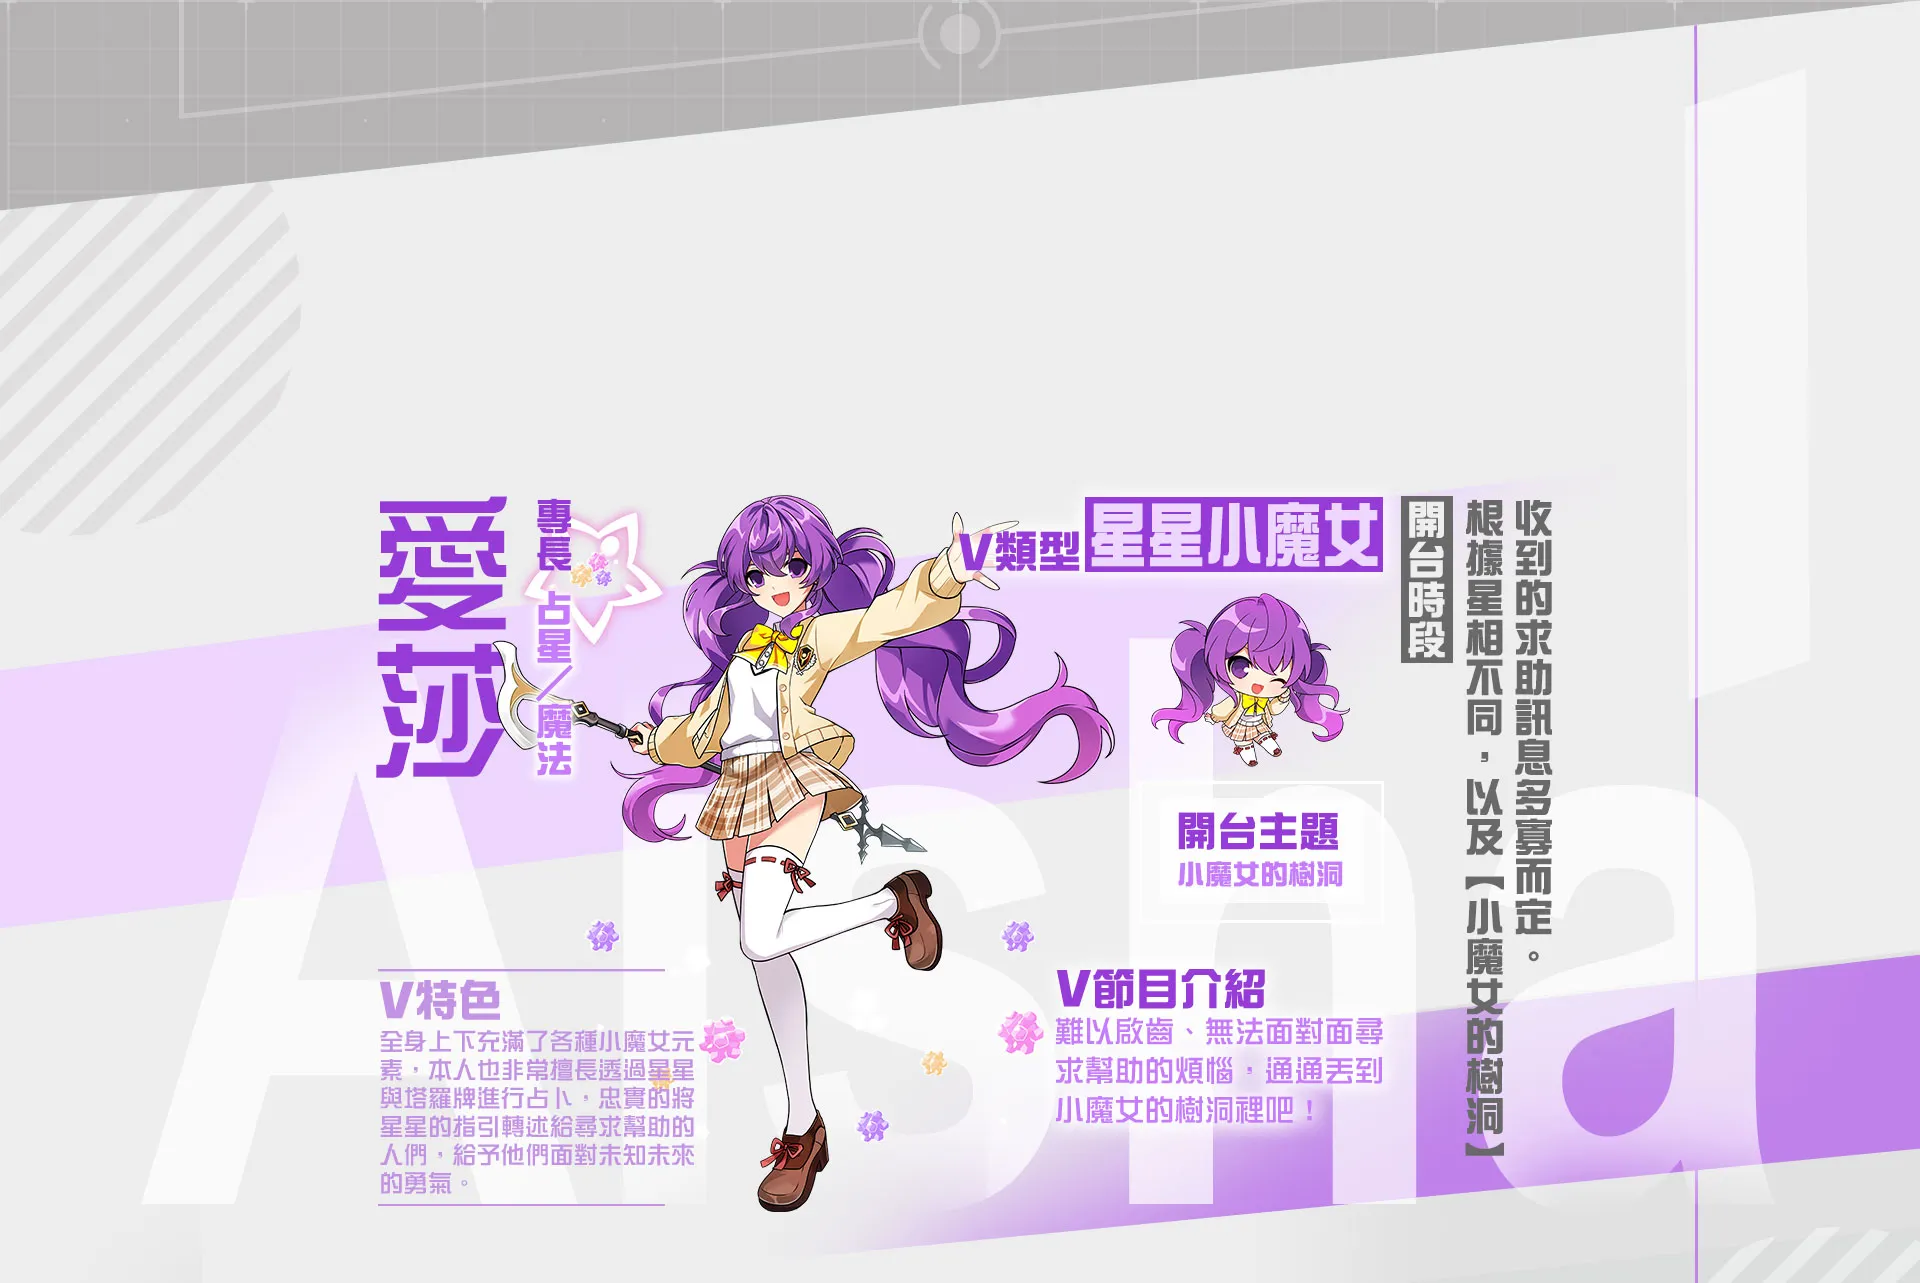 愛莎
專長 占星／魔法
V類型 星星小魔女
開台時段
收到的求助訊息多寡而定。
根據星相不同，以及【小魔女的樹洞】
開台主題
小魔女的樹洞
V特色
全身上下充滿了各種小魔女元
素，本人也非常擅長透過星星
與塔羅牌進行占卜，忠實的將
星星的指引轉述給尋求幫助的
人們，給予他們面對未知未來
的勇氣。
V節目介紹
難以啟齒、無法面對面尋
求幫助的煩惱，通通丟到
小魔女的樹洞裡吧！
Aisha